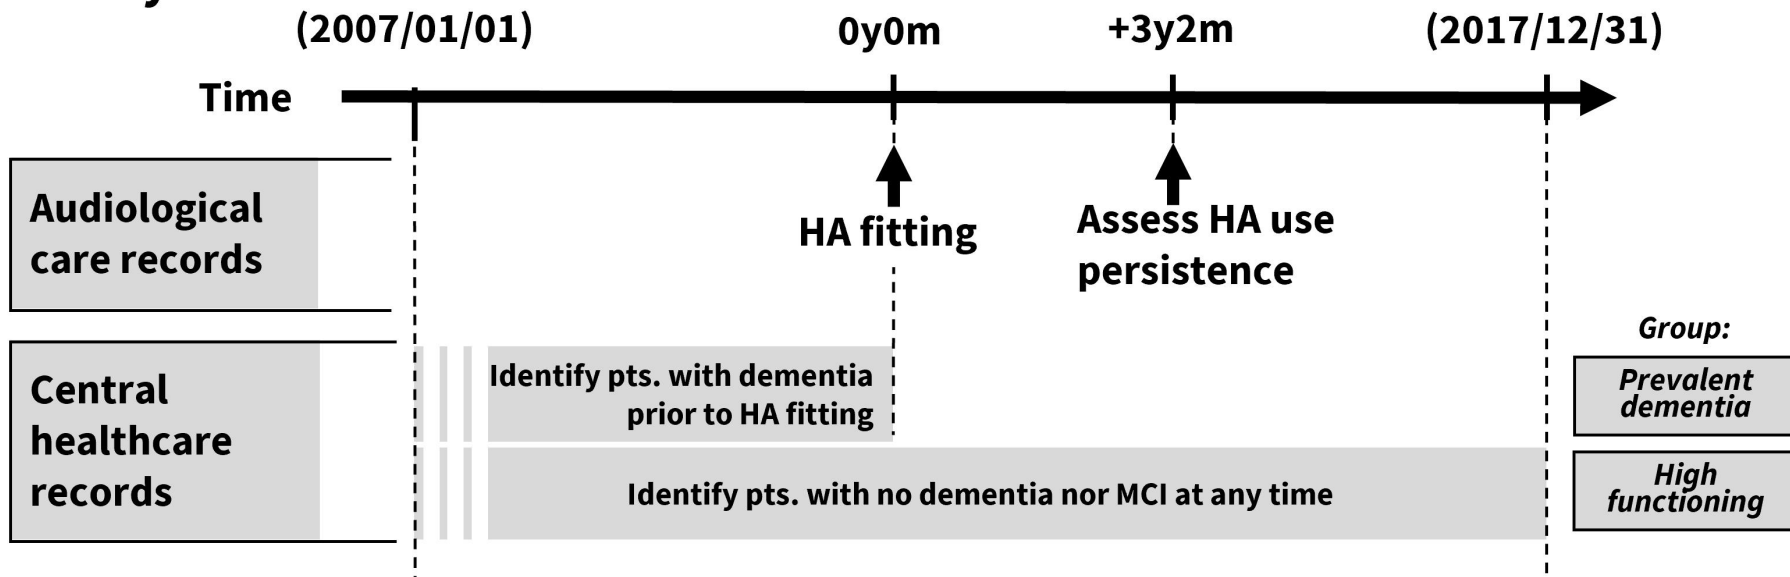 (2007/01/01)
0y0m
+3y2m
(2017/12/31)
Time
Audiological
care records
HA fitting
Assess HA use
persistence
Group:
Central
healthcare
records
Identify pts. with dementia
prior to HA fitting
Prevalent
dementia
Identify pts. with no dementia nor MCI at any time
High
functioning